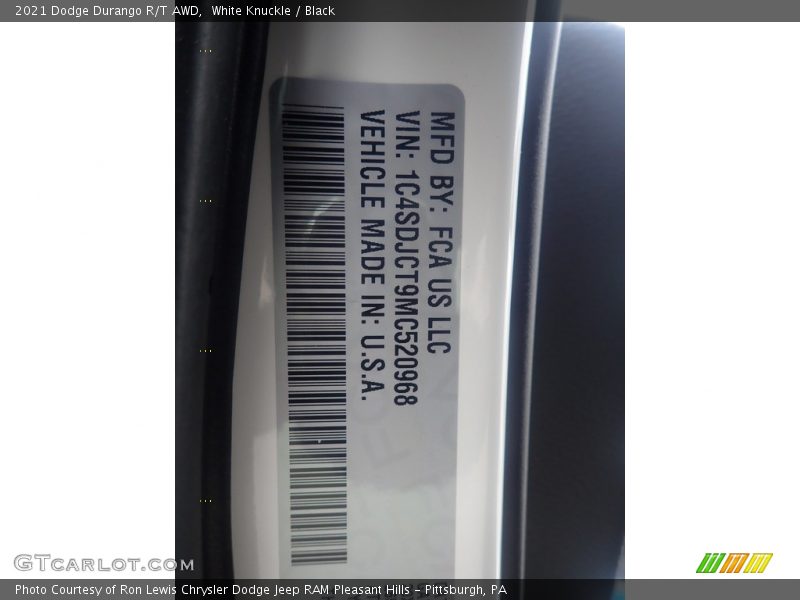 2021 Dodge Durango R/T AWD,  White Knuckle / Black
MFD BY: FCA US LLC
VIN: 1C4SDJCT9MC520968
VEHICLE MADE IN: U.S.A.
GTCARLOT.COM
Photo Courtesy of Ron Lewis Chrysler Dodge Jeep RAM Pleasant Hills - Pittsburgh, PA